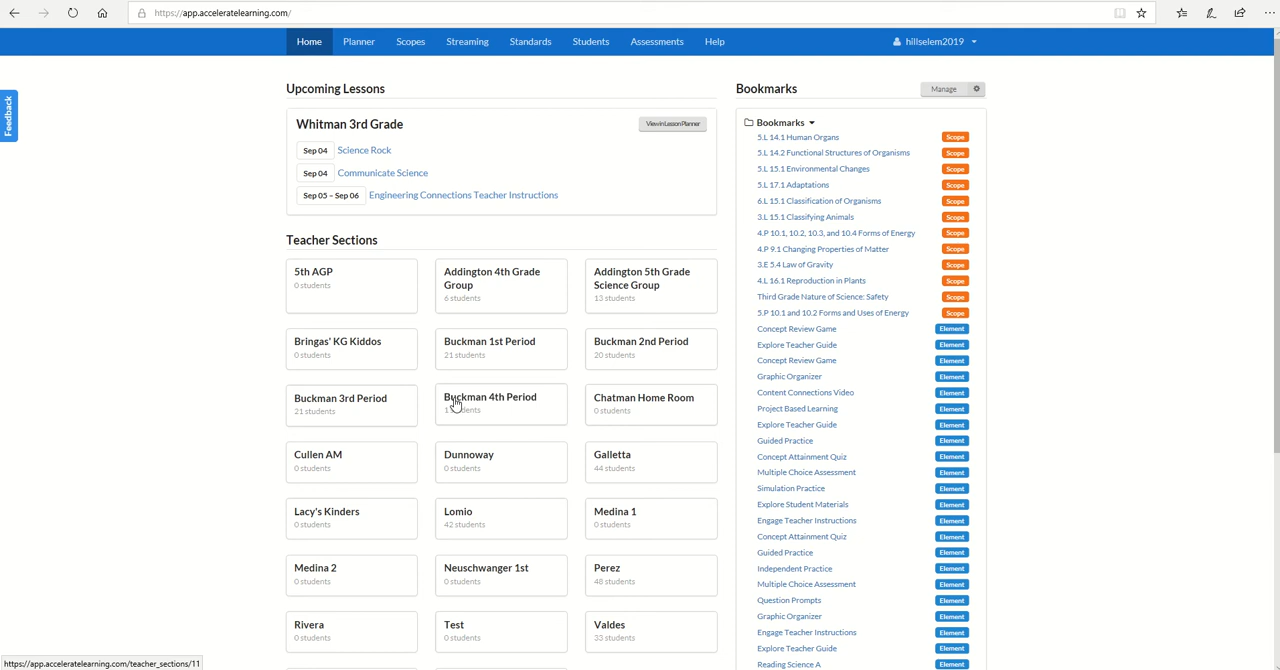 https://app.acceleratelearning.com/
Home Planner Scopes Streaming Standards Students Assessments Help hillselem2019
Feedback
Upcoming Lessons
Whitman 3rd Grade
View in Lesson Planner
Sep 04 Science Rock
Sep 04 Communicate Science
Sep 05 – Sep 06 Engineering Connections Teacher Instructions
Teacher Sections
5th AGP
0 students
Addington 4th Grade Group
6 students
Addington 5th Grade Science Group
13 students
Bringas' KG Kiddos
0 students
Buckman 1st Period
21 students
Buckman 2nd Period
20 students
Buckman 3rd Period
21 students
Buckman 4th Period
students
Chatman Home Room
0 students
Cullen AM
0 students
Dunnoway
0 students
Galletta
44 students
Lacy's Kinders
0 students
Lomio
42 students
Medina 1
0 students
Medina 2
0 students
Neuschwanger 1st
0 students
Perez
48 students
Rivera
0 students
Test
0 students
Valdes
33 students
Bookmarks
Manage
Bookmarks
5.L 14.1 Human Organs Scope
5.L 14.2 Functional Structures of Organisms Scope
5.L 15.1 Environmental Changes Scope
5.L 17.1 Adaptations Scope
6.L 15.1 Classification of Organisms Scope
3.L 15.1 Classifying Animals Scope
4.P 10.1, 10.2, 10.3, and 10.4 Forms of Energy Scope
4.P 9.1 Changing Properties of Matter Scope
3.E 5.4 Law of Gravity Scope
4.L 16.1 Reproduction in Plants Scope
Third Grade Nature of Science: Safety Scope
5.P 10.1 and 10.2 Forms and Uses of Energy Scope
Concept Review Game Element
Explore Teacher Guide Element
Concept Review Game Element
Graphic Organizer Element
Content Connections Video Element
Project Based Learning Element
Explore Teacher Guide Element
Guided Practice Element
Concept Attainment Quiz Element
Multiple Choice Assessment Element
Simulation Practice Element
Explore Student Materials Element
Engage Teacher Instructions Element
Concept Attainment Quiz Element
Guided Practice Element
Independent Practice Element
Multiple Choice Assessment Element
Question Prompts Element
Graphic Organizer Element
Engage Teacher Instructions Element
Explore Teacher Guide Element
Reading Science A Element
https://app.acceleratelearning.com/teacher_sections/11